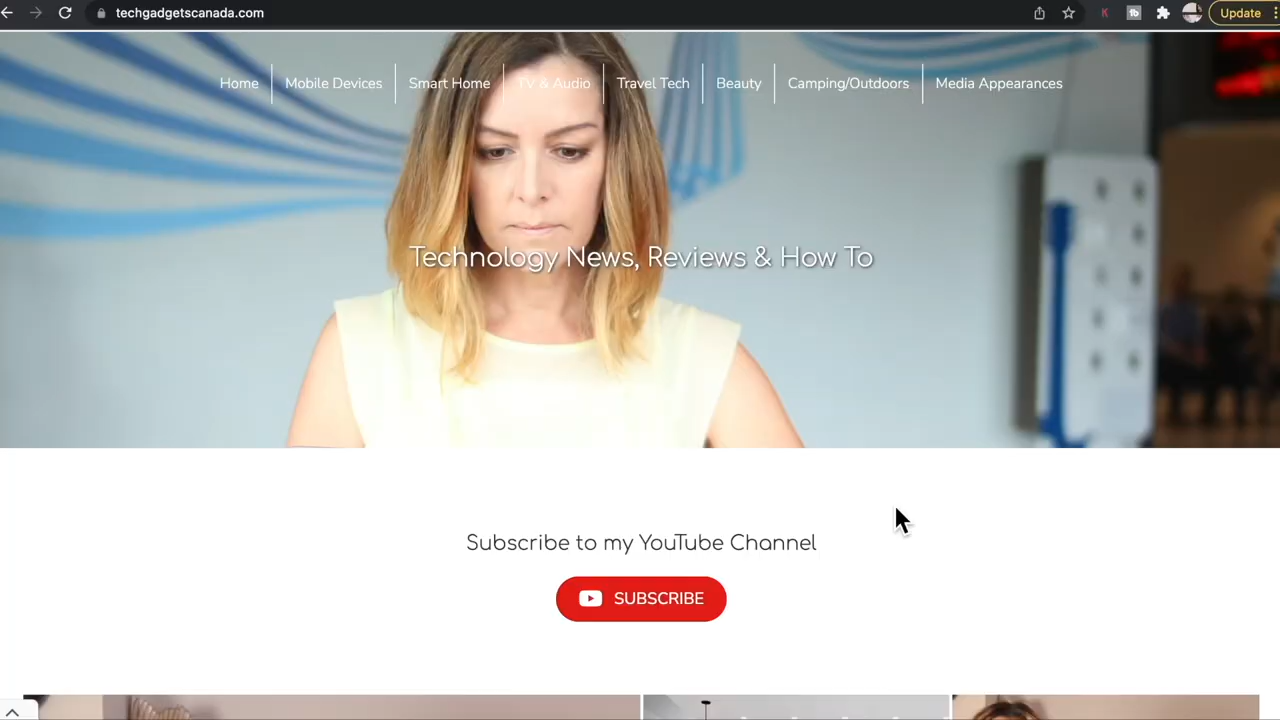 techgadgetscanada.com
Update
Home
Mobile Devices
Smart Home
TV & Audio
Travel Tech
Beauty
Camping/Outdoors
Media Appearances
Technology News, Reviews & How To
Subscribe to my YouTube Channel
SUBSCRIBE